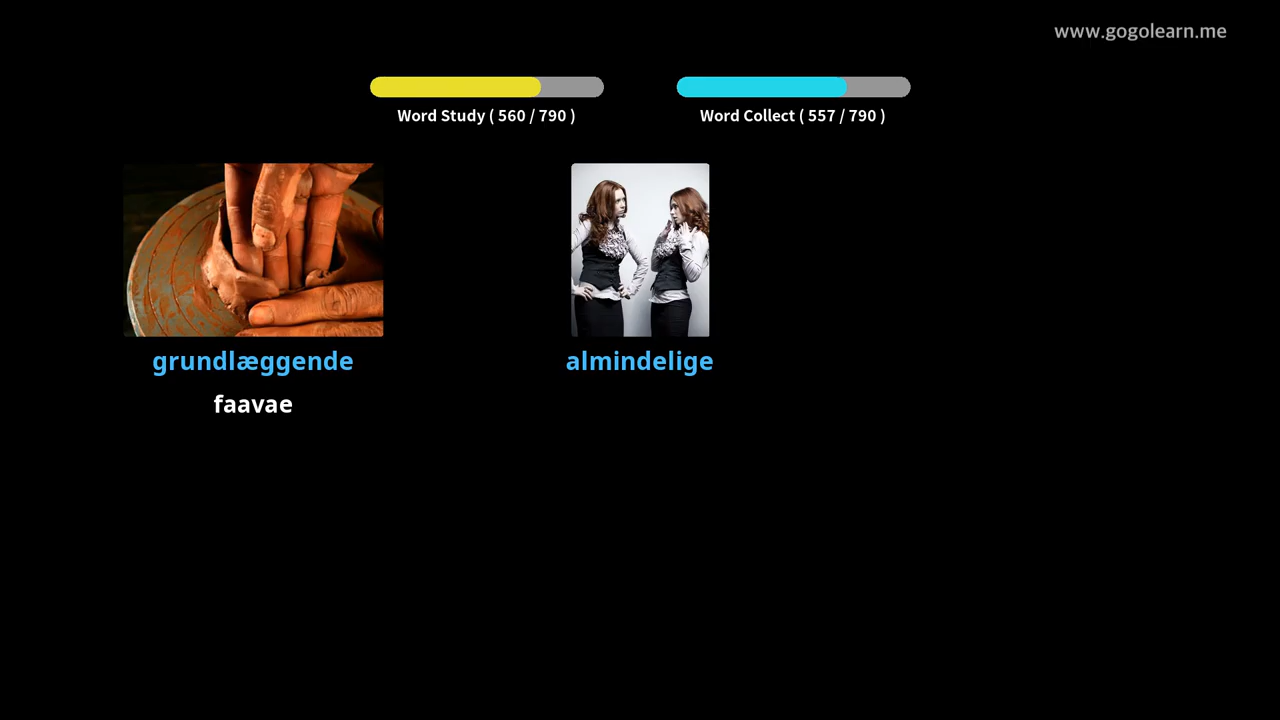 www.gogolearn.me
Word Study ( 560 / 790 )
Word Collect ( 557 / 790 )
grundlæggende
almindelige
faavae